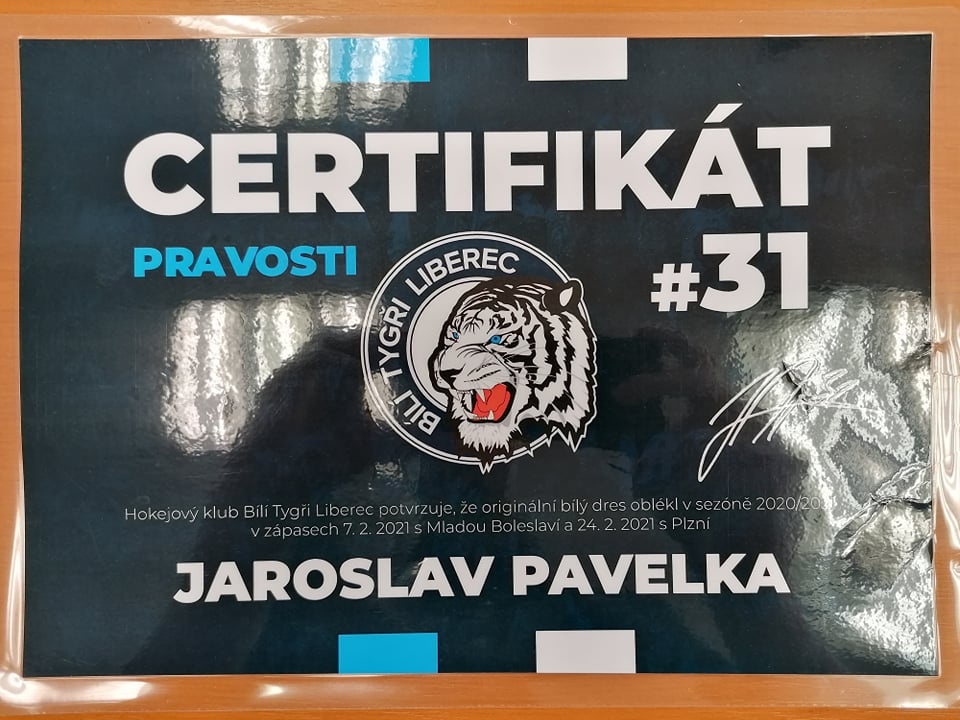 CERTIFIKÁT
PRAVOSTI
#31
BÍLÍ TYGŘI LIBEREC
Hokejový klub Bílí Tygři Liberec potvrzuje, že originální bílý dres oblékl v sezóně
v zápasech 7. 2. 2021 s Mladou Boleslaví a 24. 2. 2021 s Plzní
JAROSLAV PAVELKA